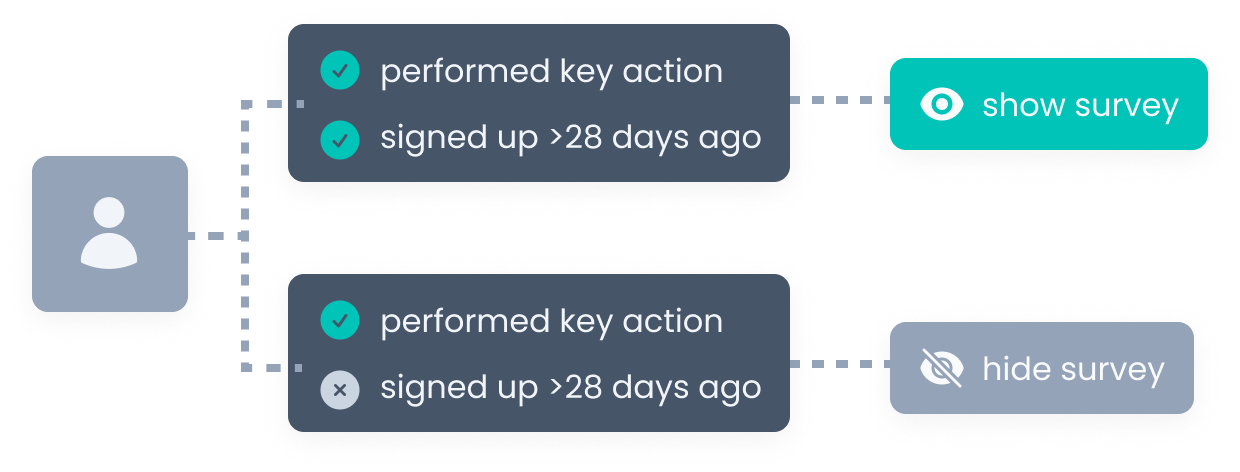 performed key action
signed up >28 days ago
show survey
performed key action
signed up >28 days ago
hide survey